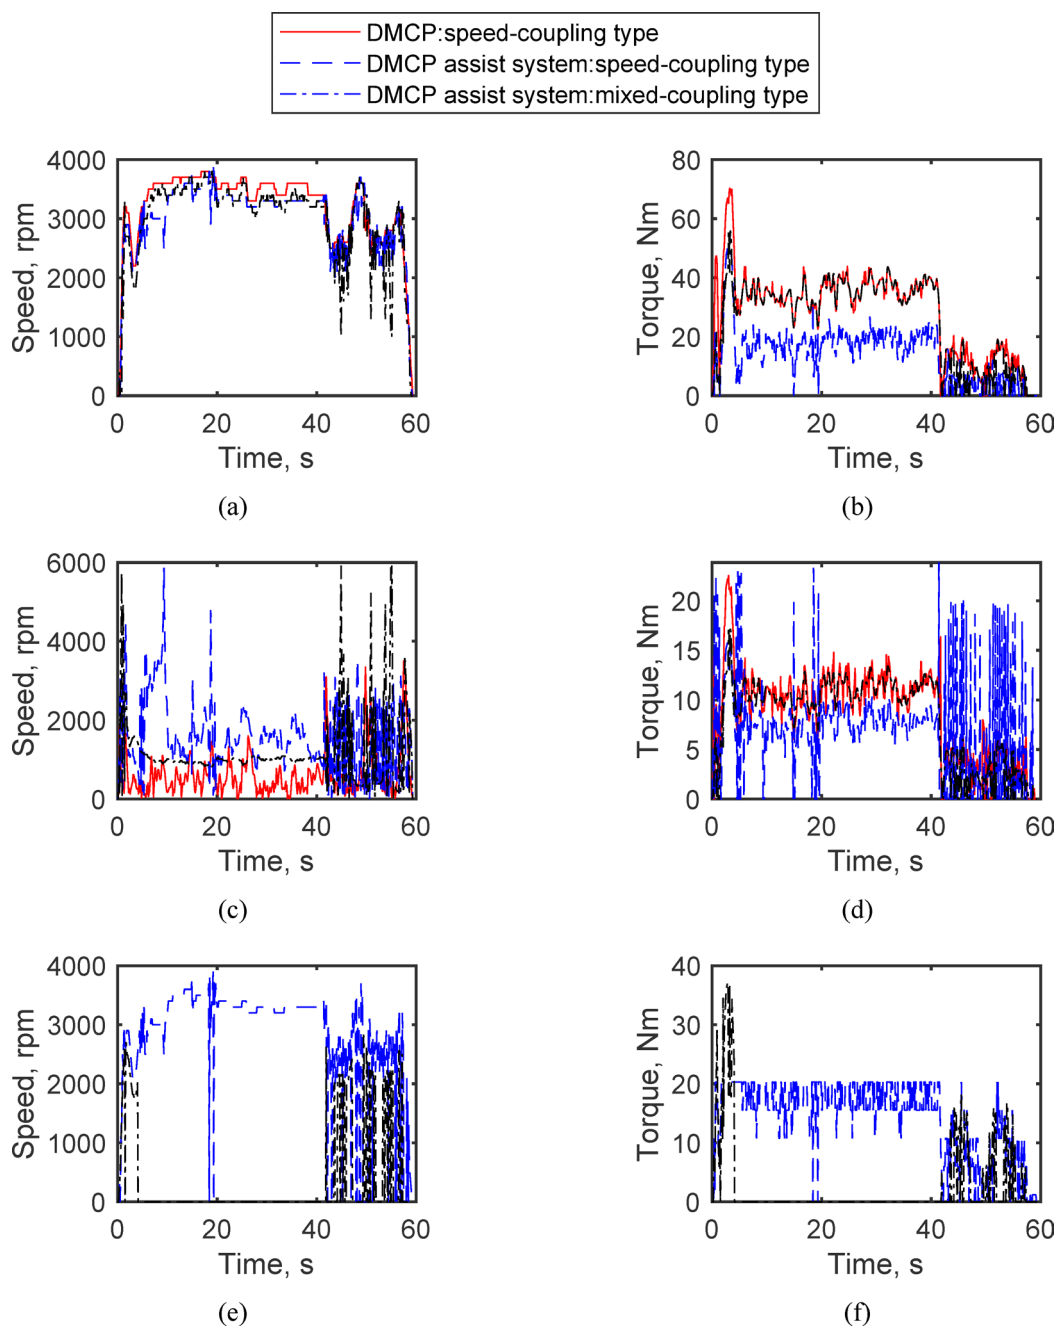 DMCP:speed-coupling type
DMCP assist system:speed-coupling type
DMCP assist system:mixed-coupling type
4000
3000
2000
1000
0
Speed, rpm
0 20 40 60
Time, s
(a)
80
60
40
20
0
Torque, Nm
0 20 40 60
Time, s
(b)
6000
4000
2000
0
Speed, rpm
0 20 40 60
Time, s
(c)
20
15
10
5
0
Torque, Nm
0 20 40 60
Time, s
(d)
4000
3000
2000
1000
0
Speed, rpm
0 20 40 60
Time, s
(e)
40
30
20
10
0
Torque, Nm
0 20 40 60
Time, s
(f)